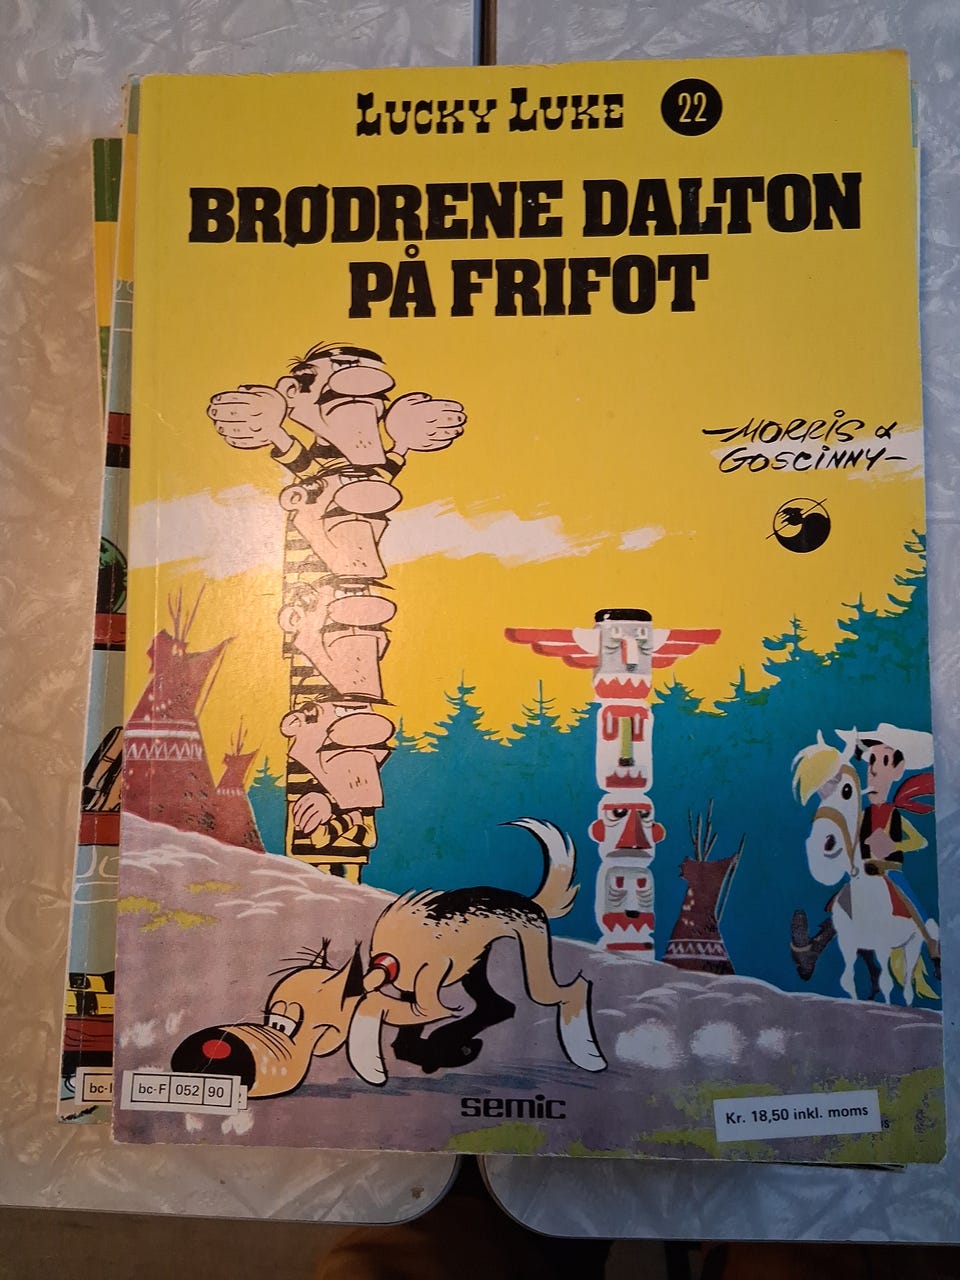 LUCKY LUKE 22
BRØDRENE DALTON
PÅ FRIFOT
-MORRIS &
GOSCINNY-
bc-F 052 90
semic
Kr. 18,50 inkl. moms